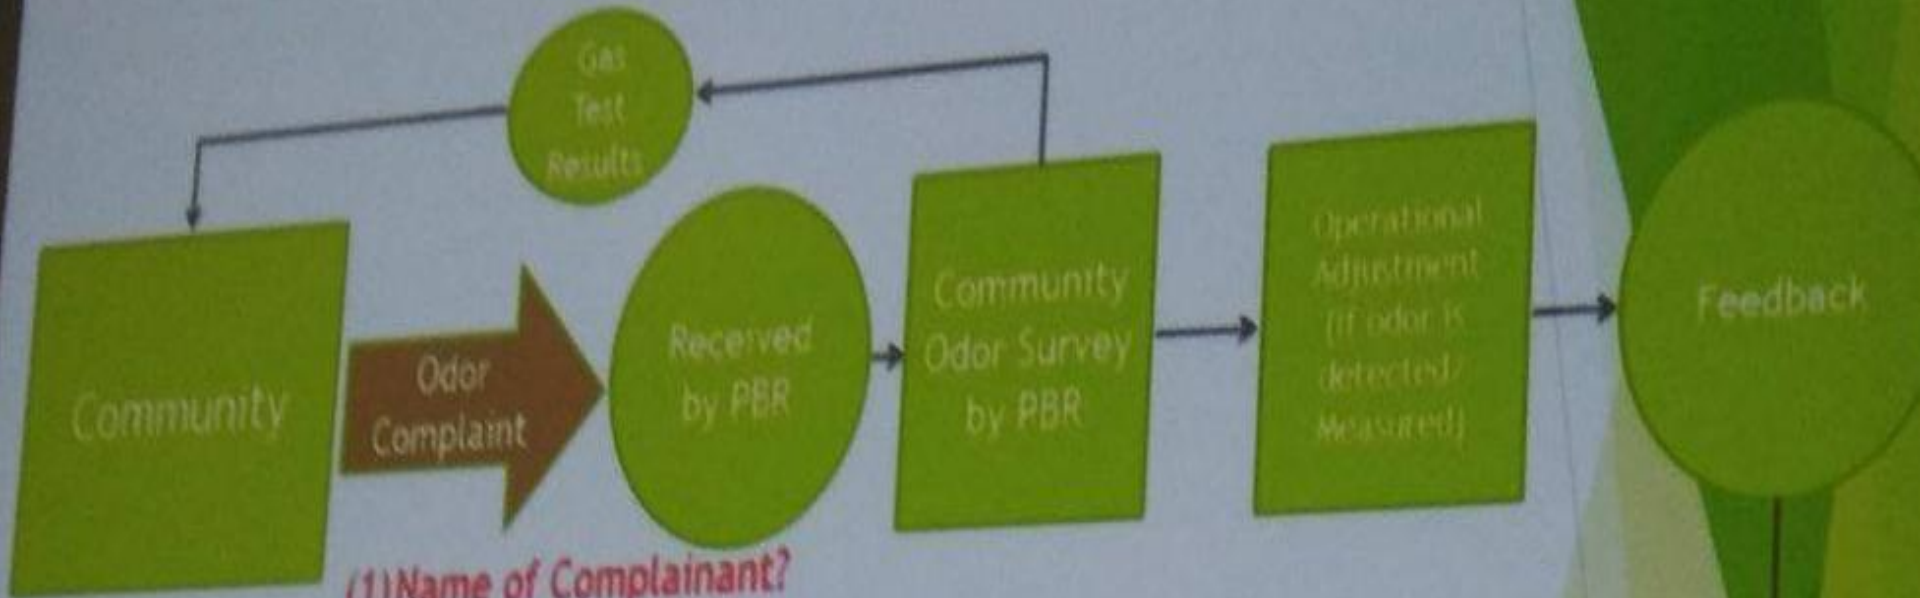 Gas
Test
Results
Community
Odor
Complaint
Received
by PBR
Community
Odor Survey
by PBR
Operational
Adjustment
(if odor is
detected/
Measured)
Feedback
(1)Name of Complainant?